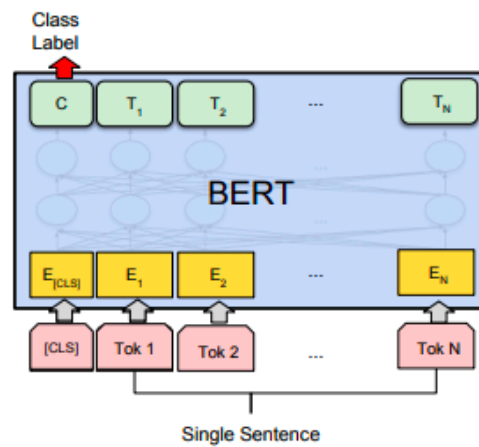 Class
Label
C T1 T2 ... TN
...
BERT
...
E[CLS] E1 E2 ... EN
[CLS] Tok 1 Tok 2 ... Tok N
Single Sentence